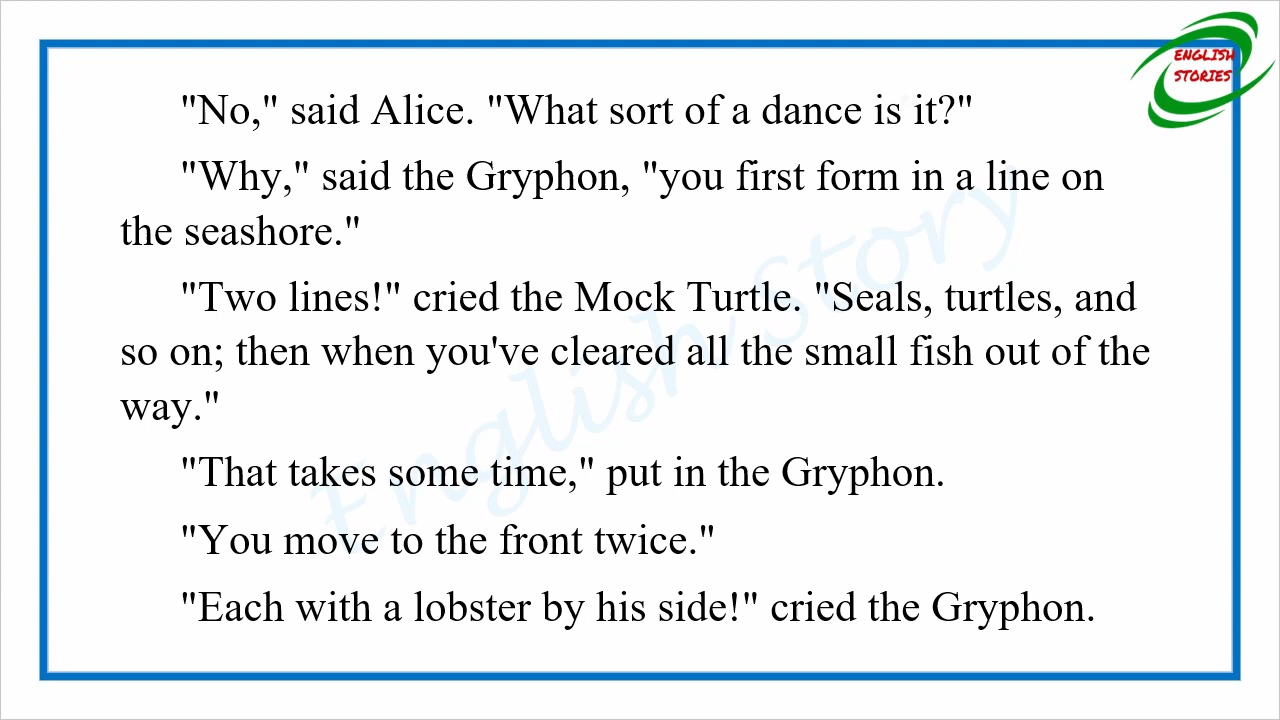 ENGLISH
STORIES
"No," said Alice. "What sort of a dance is it?"
"Why," said the Gryphon, "you first form in a line on
the seashore."
"Two lines!" cried the Mock Turtle. "Seals, turtles, and
so on; then when you've cleared all the small fish out of the
way."
"That takes some time," put in the Gryphon.
"You move to the front twice."
"Each with a lobster by his side!" cried the Gryphon.
English Story